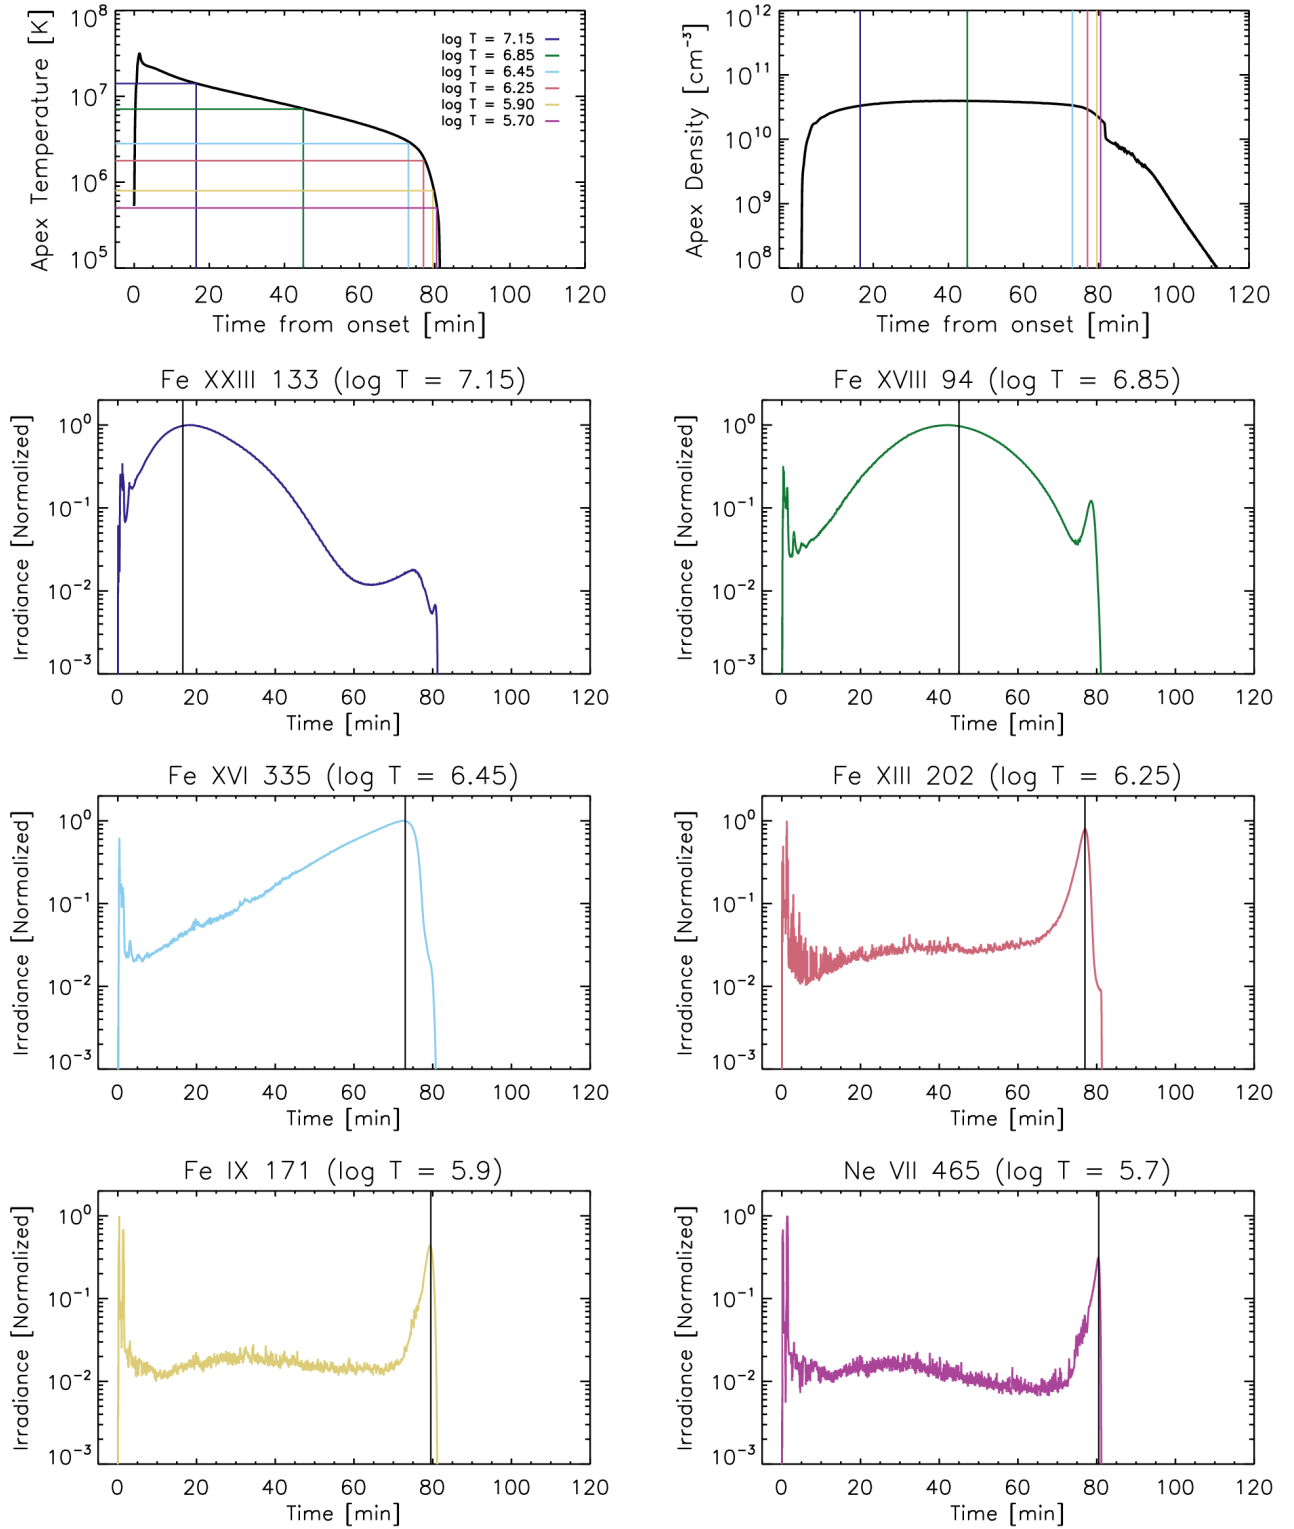 Apex Temperature [K]
10^8
10^7
10^6
10^5
log T = 7.15
log T = 6.85
log T = 6.45
log T = 6.25
log T = 5.90
log T = 5.70
0 20 40 60 80 100 120
Time from onset [min]
Apex Density [cm^-3]
10^12
10^11
10^10
10^9
10^8
0 20 40 60 80 100 120
Time from onset [min]
Fe XXIII 133 (log T = 7.15)
Irradiance [Normalized]
10^0
10^-1
10^-2
10^-3
0 20 40 60 80 100 120
Time [min]
Fe XVIII 94 (log T = 6.85)
Irradiance [Normalized]
10^0
10^-1
10^-2
10^-3
0 20 40 60 80 100 120
Time [min]
Fe XVI 335 (log T = 6.45)
Irradiance [Normalized]
10^0
10^-1
10^-2
10^-3
0 20 40 60 80 100 120
Time [min]
Fe XIII 202 (log T = 6.25)
Irradiance [Normalized]
10^0
10^-1
10^-2
10^-3
0 20 40 60 80 100 120
Time [min]
Fe IX 171 (log T = 5.9)
Irradiance [Normalized]
10^0
10^-1
10^-2
10^-3
0 20 40 60 80 100 120
Time [min]
Ne VII 465 (log T = 5.7)
Irradiance [Normalized]
10^0
10^-1
10^-2
10^-3
0 20 40 60 80 100 120
Time [min]